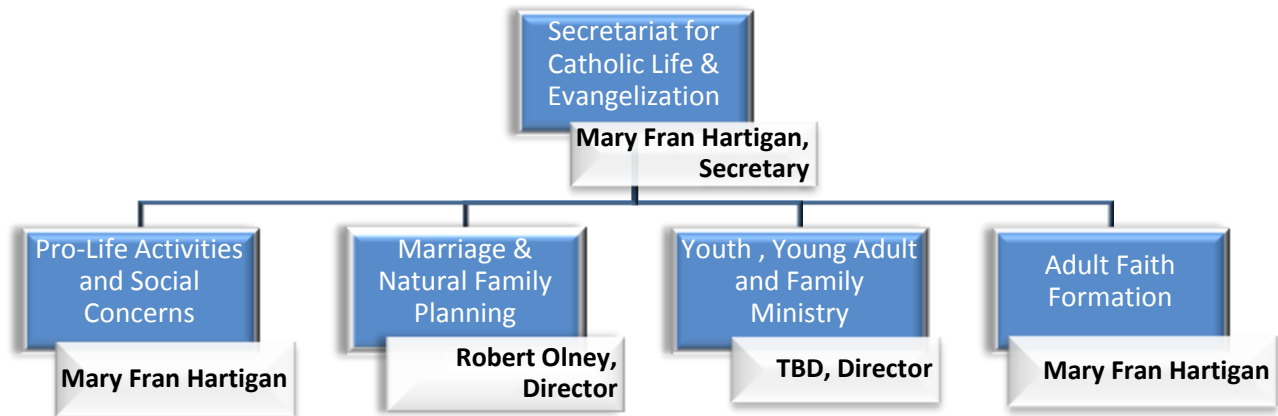 Secretariat for
Catholic Life &
Evangelization
Mary Fran Hartigan,
Secretary
Pro-Life Activities
and Social
Concerns
Mary Fran Hartigan
Marriage &
Natural Family
Planning
Robert Olney,
Director
Youth , Young Adult
and Family
Ministry
TBD, Director
Adult Faith
Formation
Mary Fran Hartigan